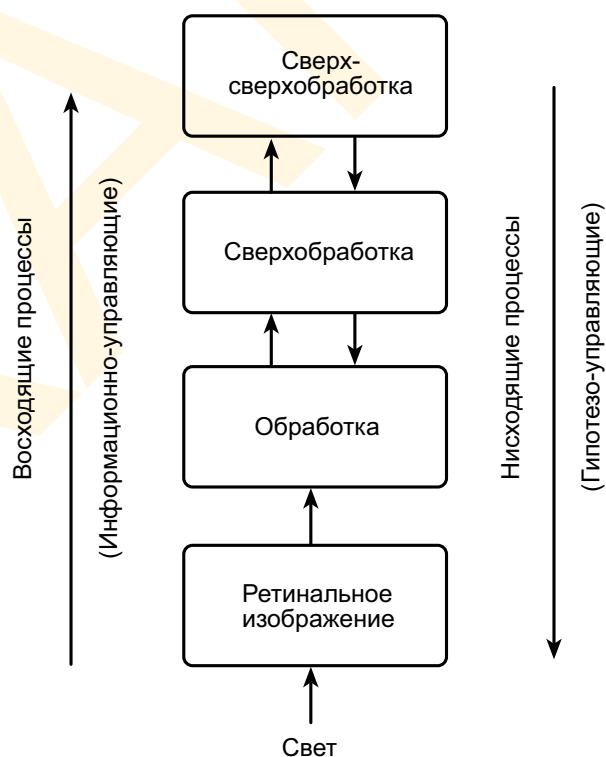 Сверх-
сверхобработка
Сверхобработка
Обработка
Ретинальное
изображение
Свет
Восходящие процессы
(Информационно-управляющие)
Нисходящие процессы
(Гипотезо-управляющие)